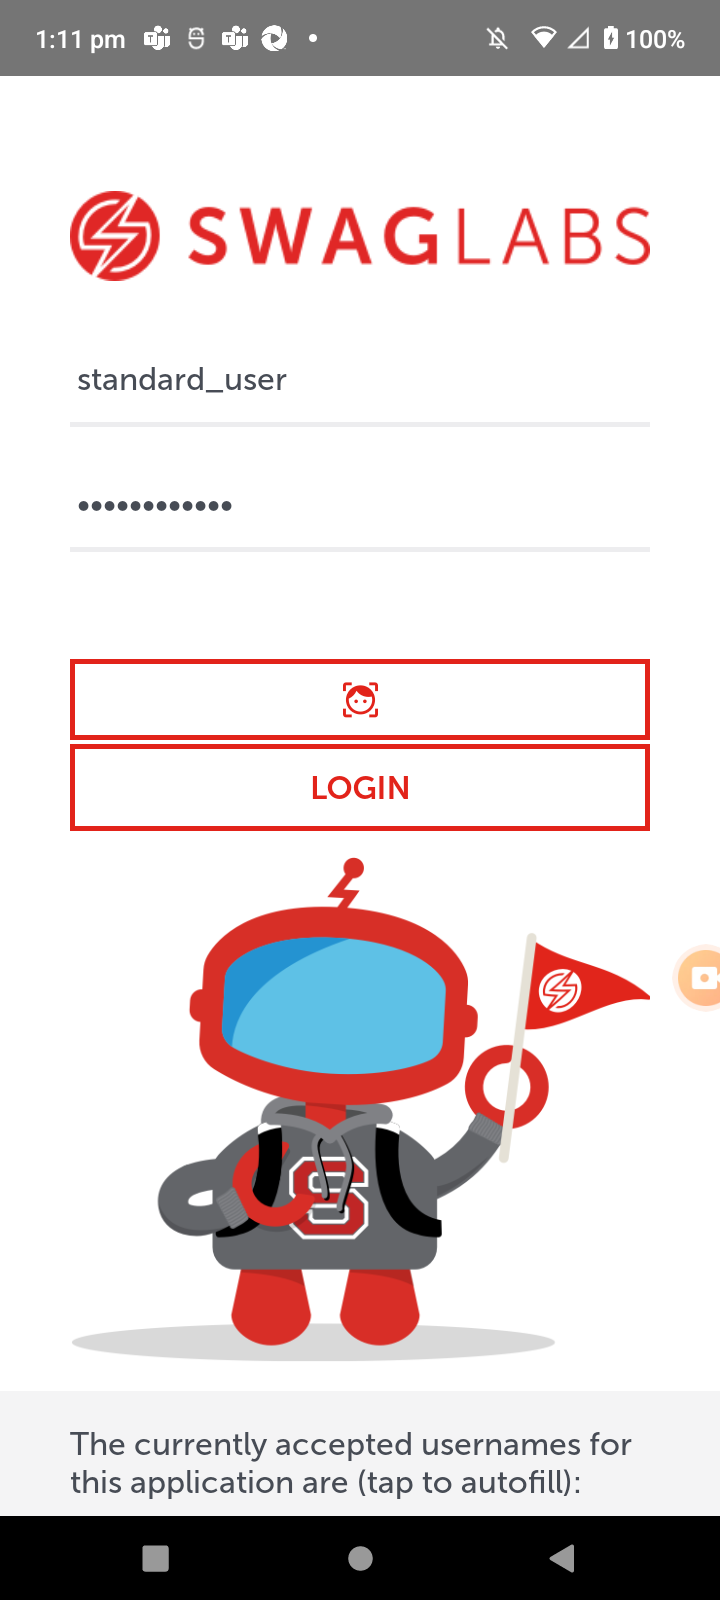 1:11 pm
100%
SWAGLABS
standard_user
••••••••••••
LOGIN
S
The currently accepted usernames for
this application are (tap to autofill):